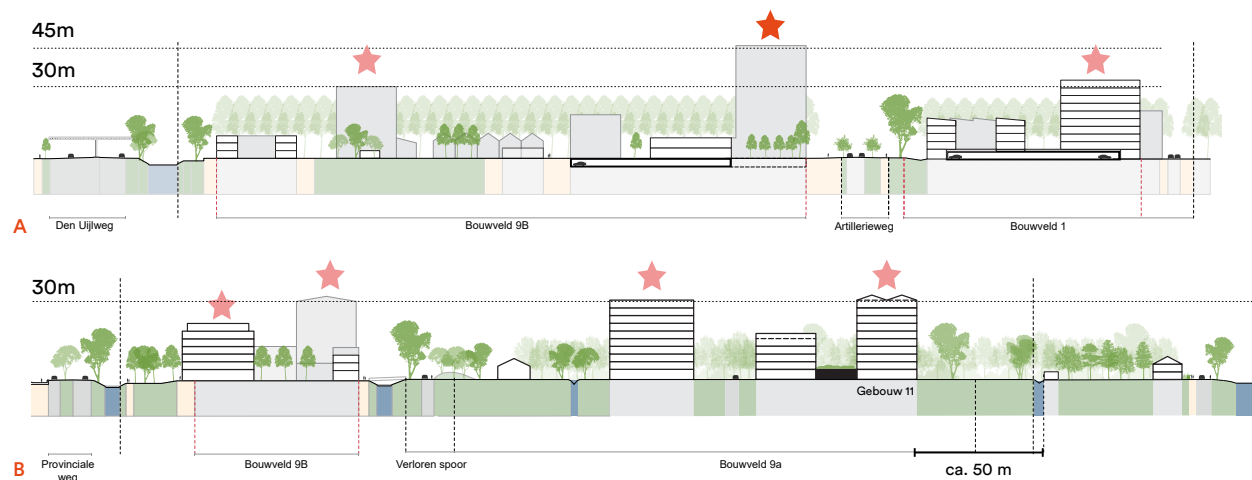 45m
30m
A
Den Uijlweg
Bouwveld 9B
Artillerieweg
Bouwveld 1
30m
Gebouw 11
B
Provinciale
weg
Bouwveld 9B
Verloren spoor
Bouwveld 9a
ca. 50 m